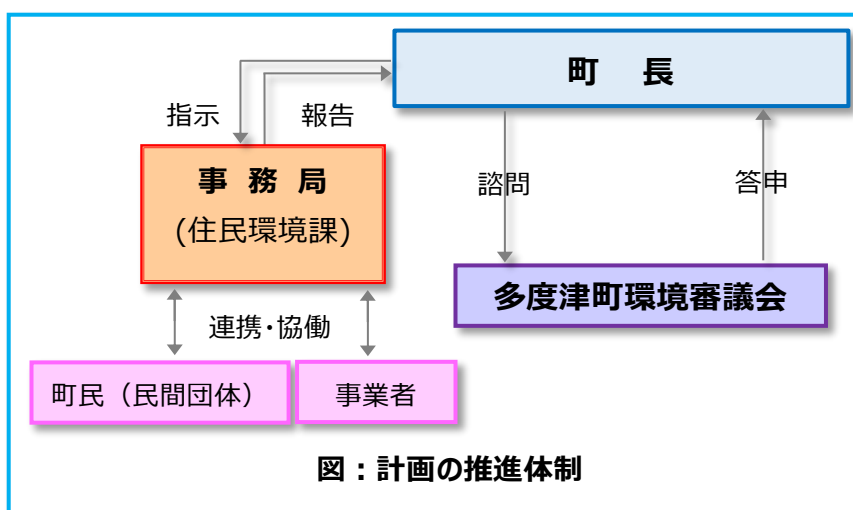 町 長
指示
報告
事 務 局
(住民環境課)
諮問
答申
多度津町環境審議会
連携・協働
町民（民間団体）
事業者
図：計画の推進体制